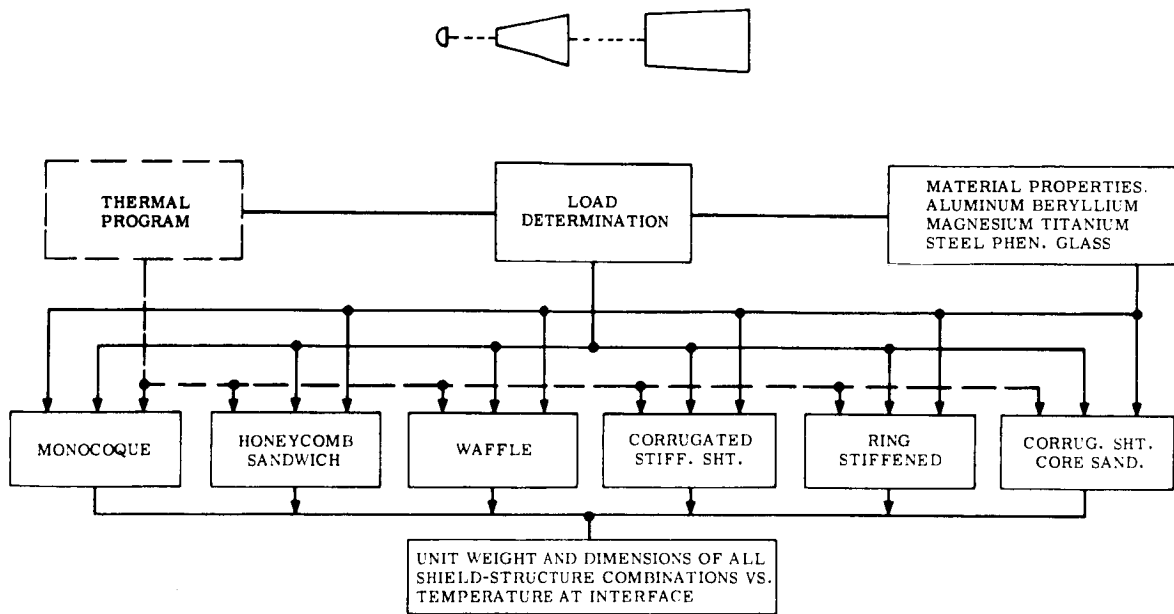 THERMAL
PROGRAM
LOAD
DETERMINATION
MATERIAL PROPERTIES.
ALUMINUM BERYLLIUM
MAGNESIUM TITANIUM
STEEL PHEN. GLASS
MONOCOQUE
HONEYCOMB
SANDWICH
WAFFLE
CORRUGATED
STIFF. SHT.
RING
STIFFENED
CORRUG. SHT.
CORE SAND.
UNIT WEIGHT AND DIMENSIONS OF ALL
SHIELD-STRUCTURE COMBINATIONS VS.
TEMPERATURE AT INTERFACE